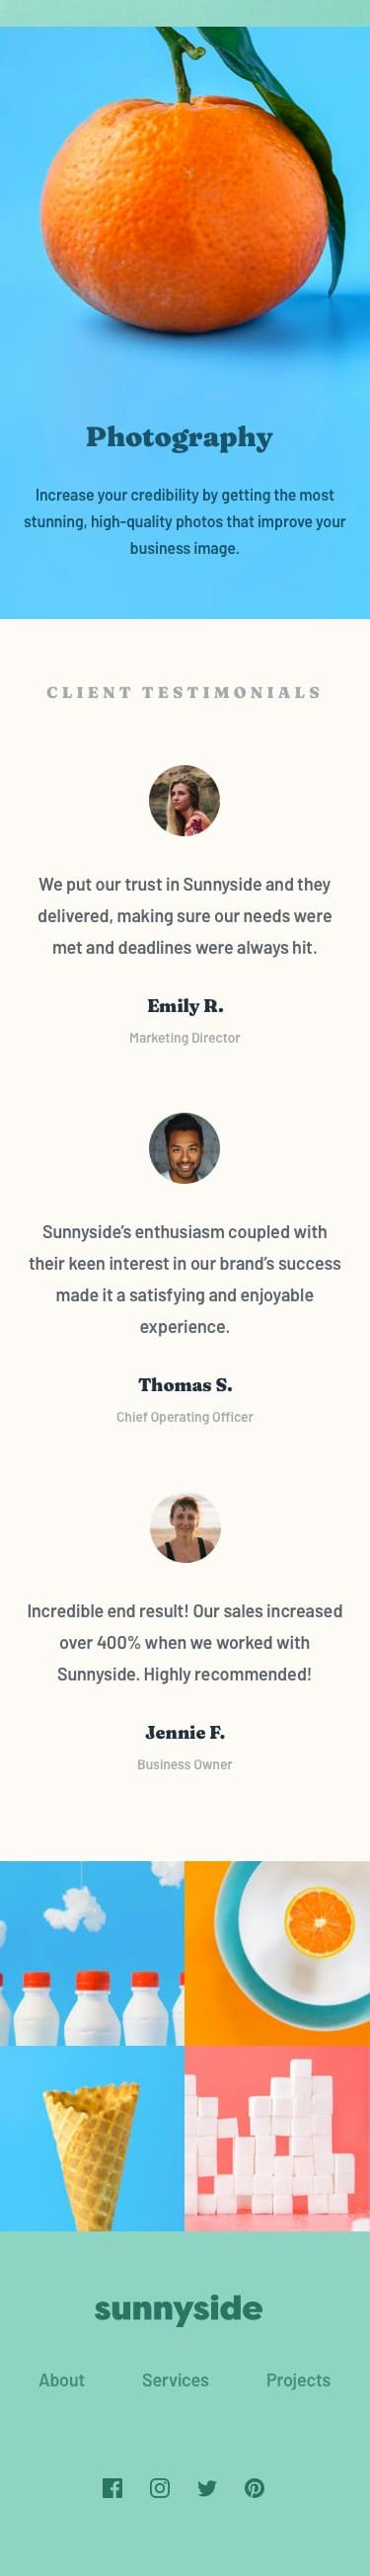 Photography
Increase your credibility by getting the most
stunning, high-quality photos that improve your
business image.
CLIENT TESTIMONIALS
We put our trust in Sunnyside and they
delivered, making sure our needs were
met and deadlines were always hit.
Emily R.
Marketing Director
Sunnyside’s enthusiasm coupled with
their keen interest in our brand’s success
made it a satisfying and enjoyable
experience.
Thomas S.
Chief Operating Officer
Incredible end result! Our sales increased
over 400% when we worked with
Sunnyside. Highly recommended!
Jennie F.
Business Owner
sunnyside
About Services Projects